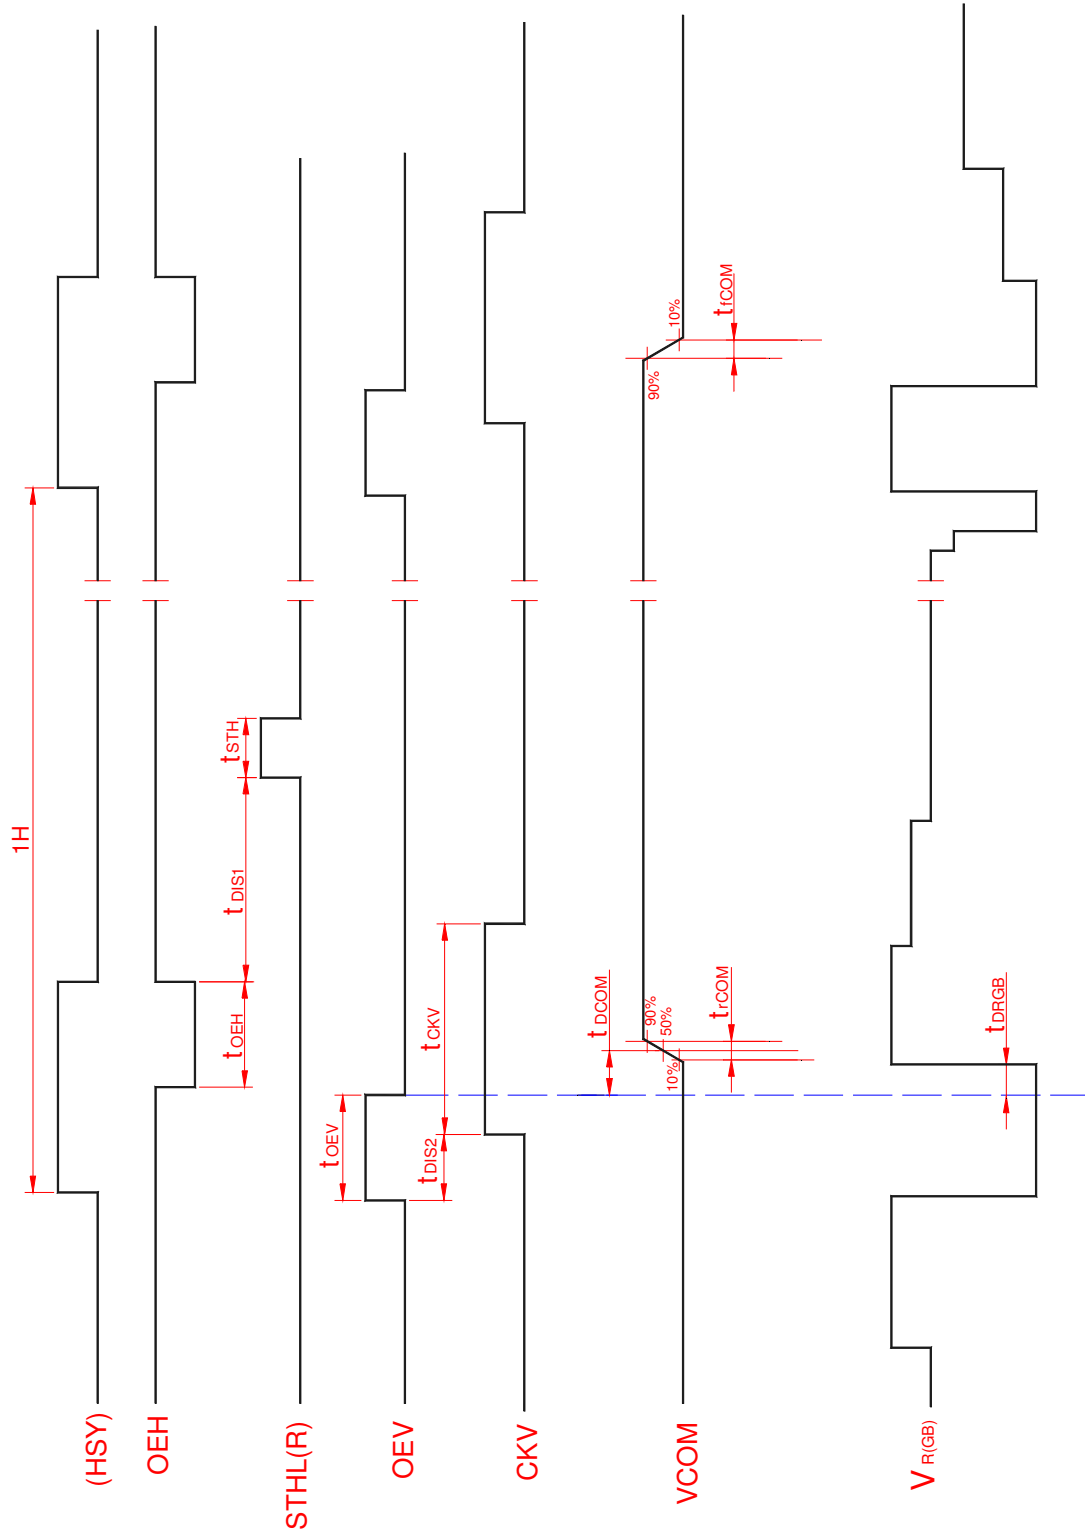 1H
(HSY)
OEH
tOEH
tDIS1
tSTH
STHL(R)
tOEV
OEV
tDIS2
tCKV
CKV
tDCOM
10%
50%
90%
trCOM
90%
10%
tfCOM
VCOM
tDRGB
VR(GB)